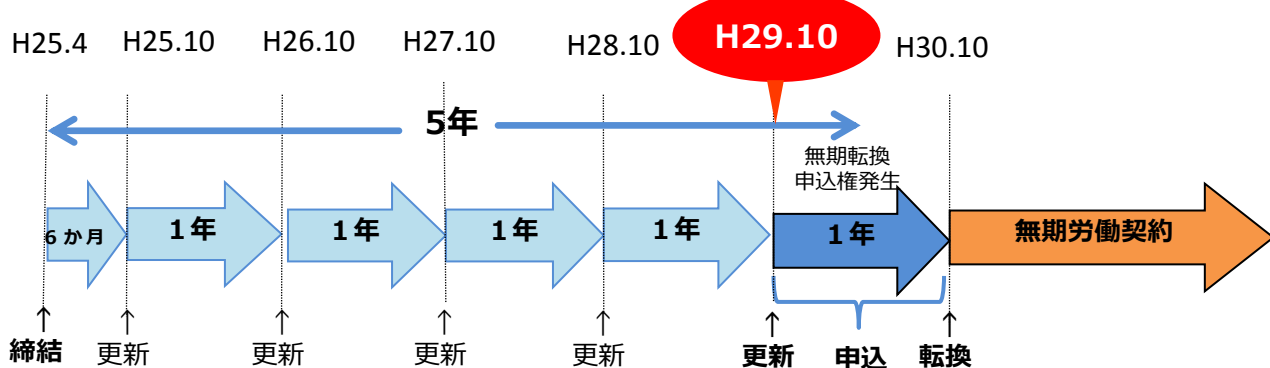 H25.4 H25.10 H26.10 H27.10 H28.10 H29.10 H30.10
5年
無期転換
申込権発生
6か月 1年 1年 1年 1年 1年 無期労働契約
↑ ↑ ↑ ↑ ↑ ↑ ↑
締結 更新 更新 更新 更新 更新 申込 転換